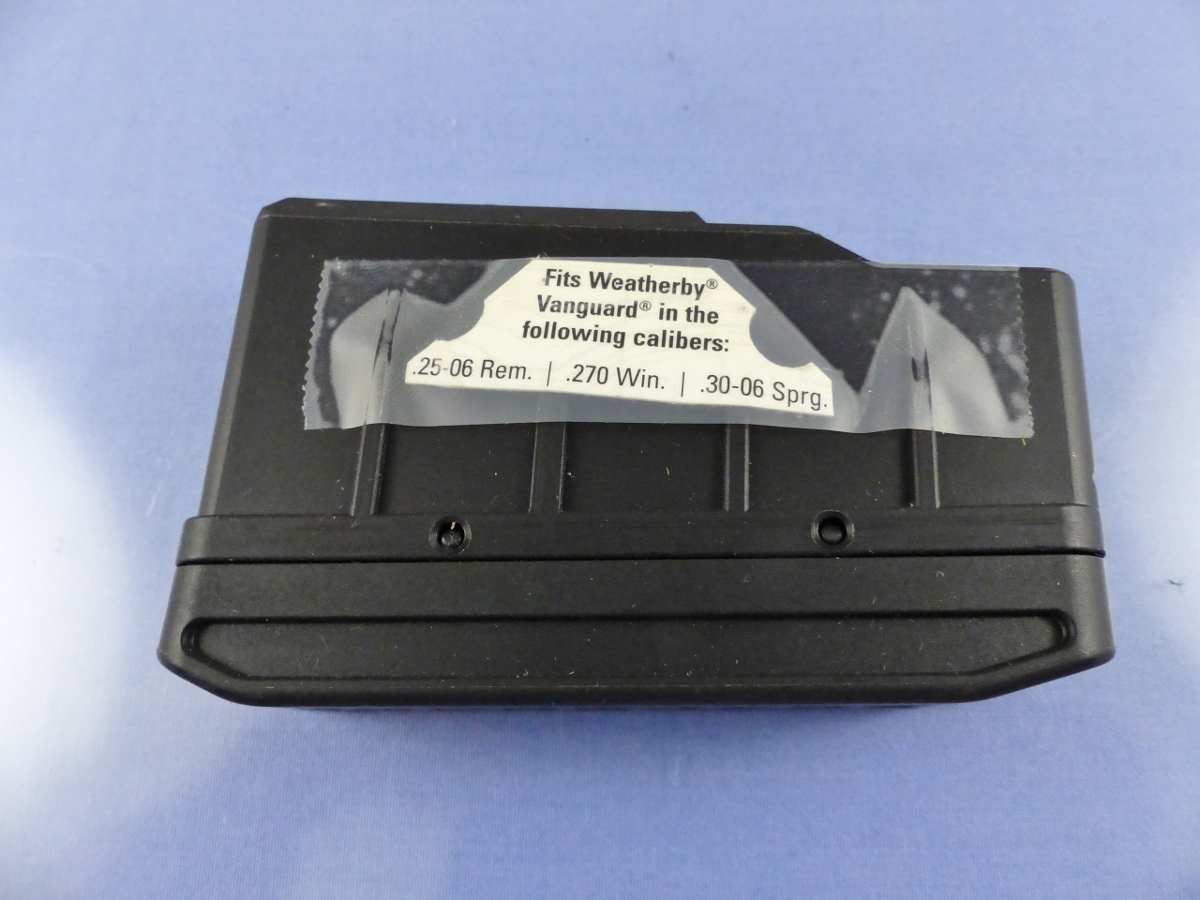 Fits Weatherby®
Vanguard® in the
following calibers:
.25-06 Rem. | .270 Win. | .30-06 Sprg.